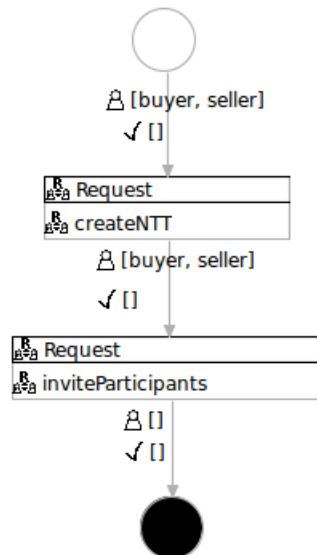 [buyer, seller]
[]
R Request
R createNTT
[buyer, seller]
[]
R Request
R inviteParticipants
[]
[]